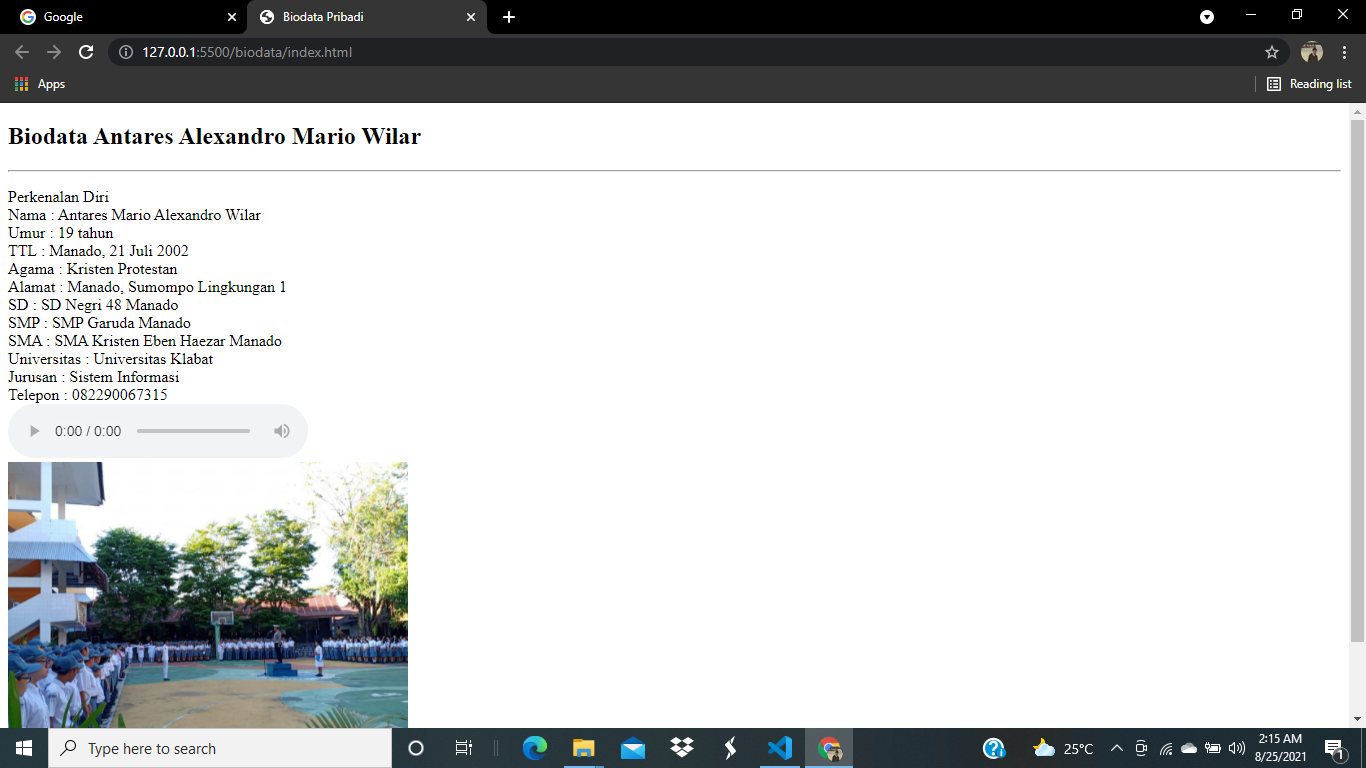 Google
Biodata Pribadi
127.0.0.1:5500/biodata/index.html
Apps
Reading list
Biodata Antares Alexandro Mario Wilar
Perkenalan Diri
Nama : Antares Mario Alexandro Wilar
Umur : 19 tahun
TTL : Manado, 21 Juli 2002
Agama : Kristen Protestan
Alamat : Manado, Sumompo Lingkungan 1
SD : SD Negri 48 Manado
SMP : SMP Garuda Manado
SMA : SMA Kristen Eben Haezar Manado
Universitas : Universitas Klabat
Jurusan : Sistem Informasi
Telepon : 082290067315
0:00 / 0:00
Type here to search
25°C
2:15 AM
8/25/2021
1